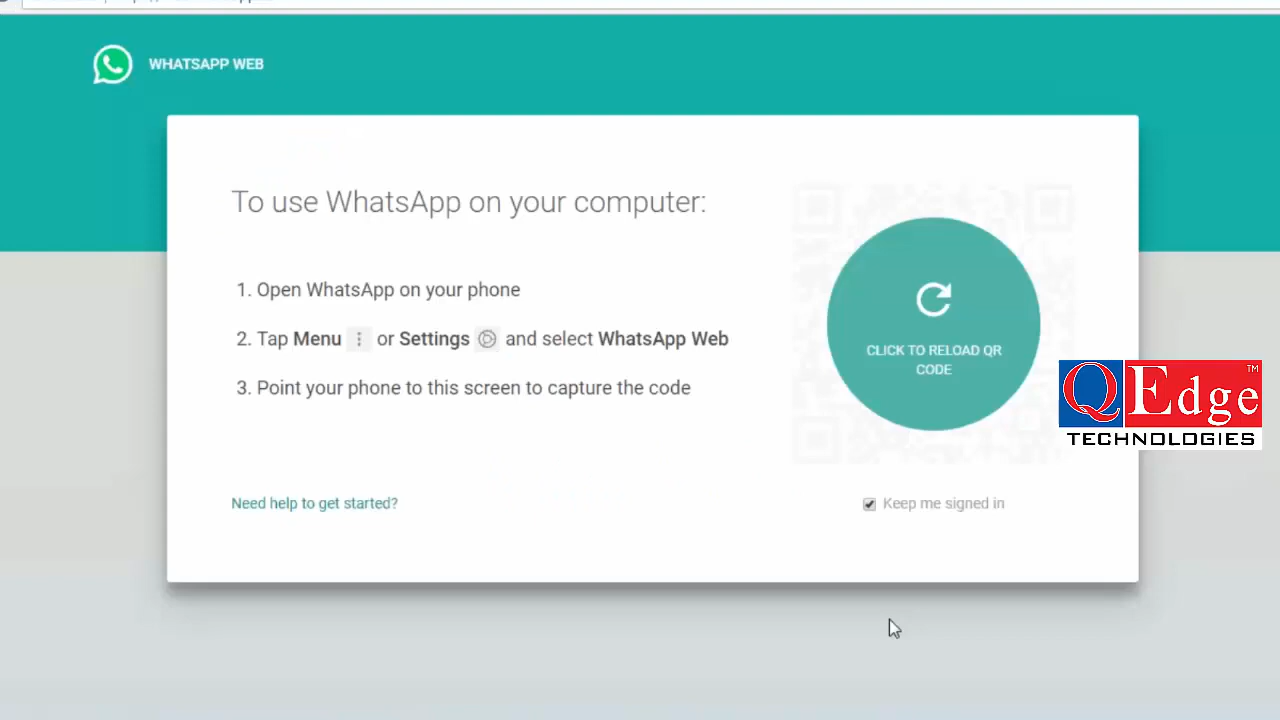 WHATSAPP WEB
To use WhatsApp on your computer:
1. Open WhatsApp on your phone
2. Tap Menu or Settings and select WhatsApp Web
3. Point your phone to this screen to capture the code
CLICK TO RELOAD QR
CODE
QEdge TM
TECHNOLOGIES
Need help to get started?
Keep me signed in